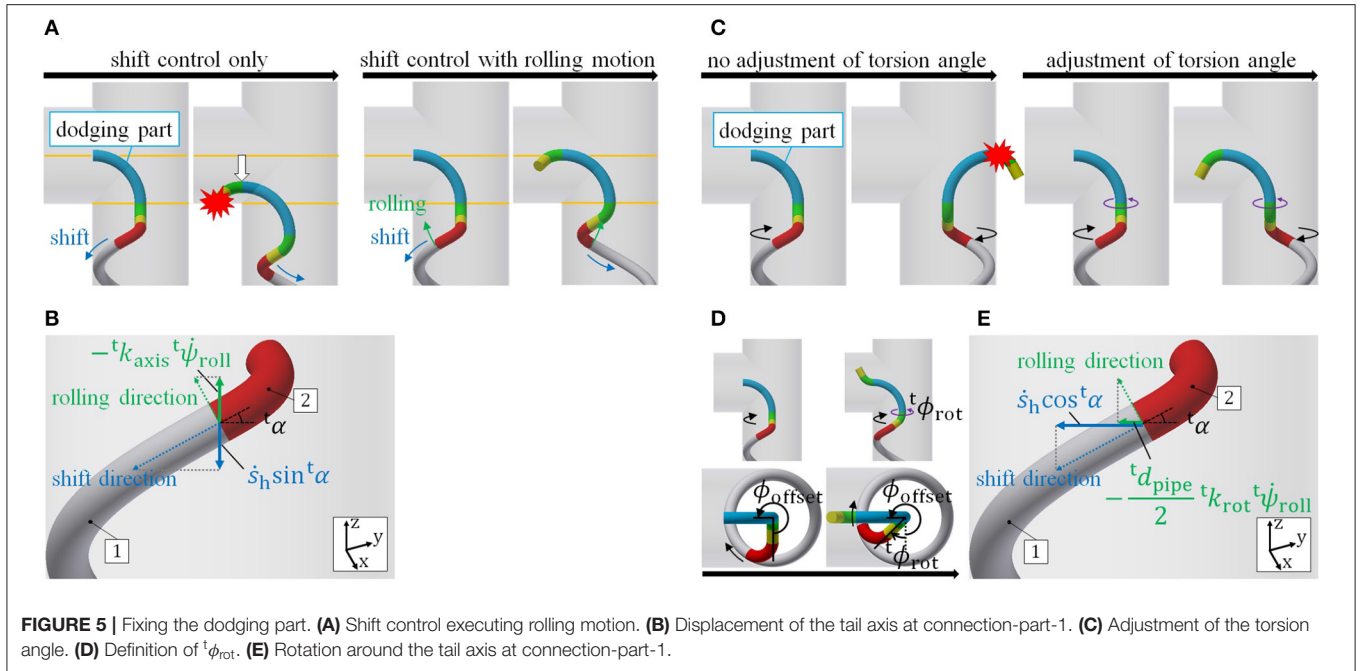 A
shift control only
shift control with rolling motion
dodging part
shift
rolling
shift
C
no adjustment of torsion angle
adjustment of torsion angle
dodging part
B
−ᵗk_axis ᵗψ̇_roll
rolling direction
2
ᵗα
shift direction
ṡ_h sin ᵗα
1
z
y
x
D
ᵗϕ_rot
ϕ_offset
ϕ_offset
ᵗϕ_rot
E
rolling direction
ṡ_h cos ᵗα
2
ᵗα
shift direction
−ᵗd_pipe/2 ᵗk_rot ᵗψ̇_roll
1
z
y
x
FIGURE 5 | Fixing the dodging part. (A) Shift control executing rolling motion. (B) Displacement of the tail axis at connection-part-1. (C) Adjustment of the torsion
angle. (D) Definition of ᵗϕ_rot. (E) Rotation around the tail axis at connection-part-1.